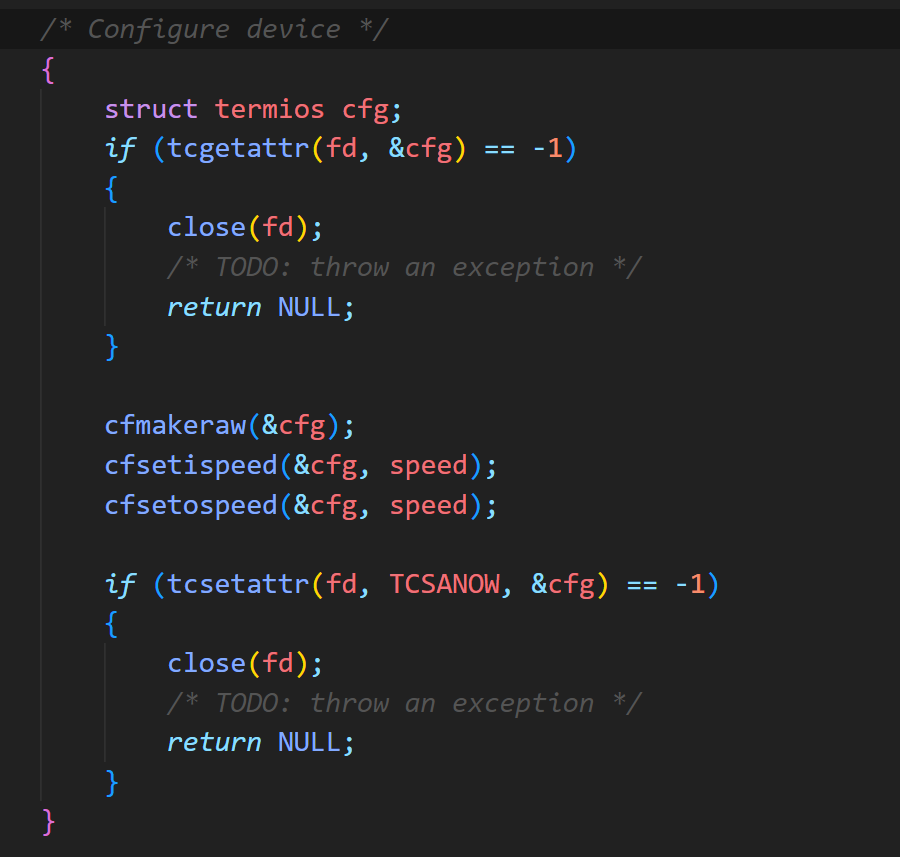 /* Configure device */
{
    struct termios cfg;
    if (tcgetattr(fd, &cfg) == -1)
    {
        close(fd);
        /* TODO: throw an exception */
        return NULL;
    }

    cfmakeraw(&cfg);
    cfsetispeed(&cfg, speed);
    cfsetospeed(&cfg, speed);

    if (tcsetattr(fd, TCSANOW, &cfg) == -1)
    {
        close(fd);
        /* TODO: throw an exception */
        return NULL;
    }
}